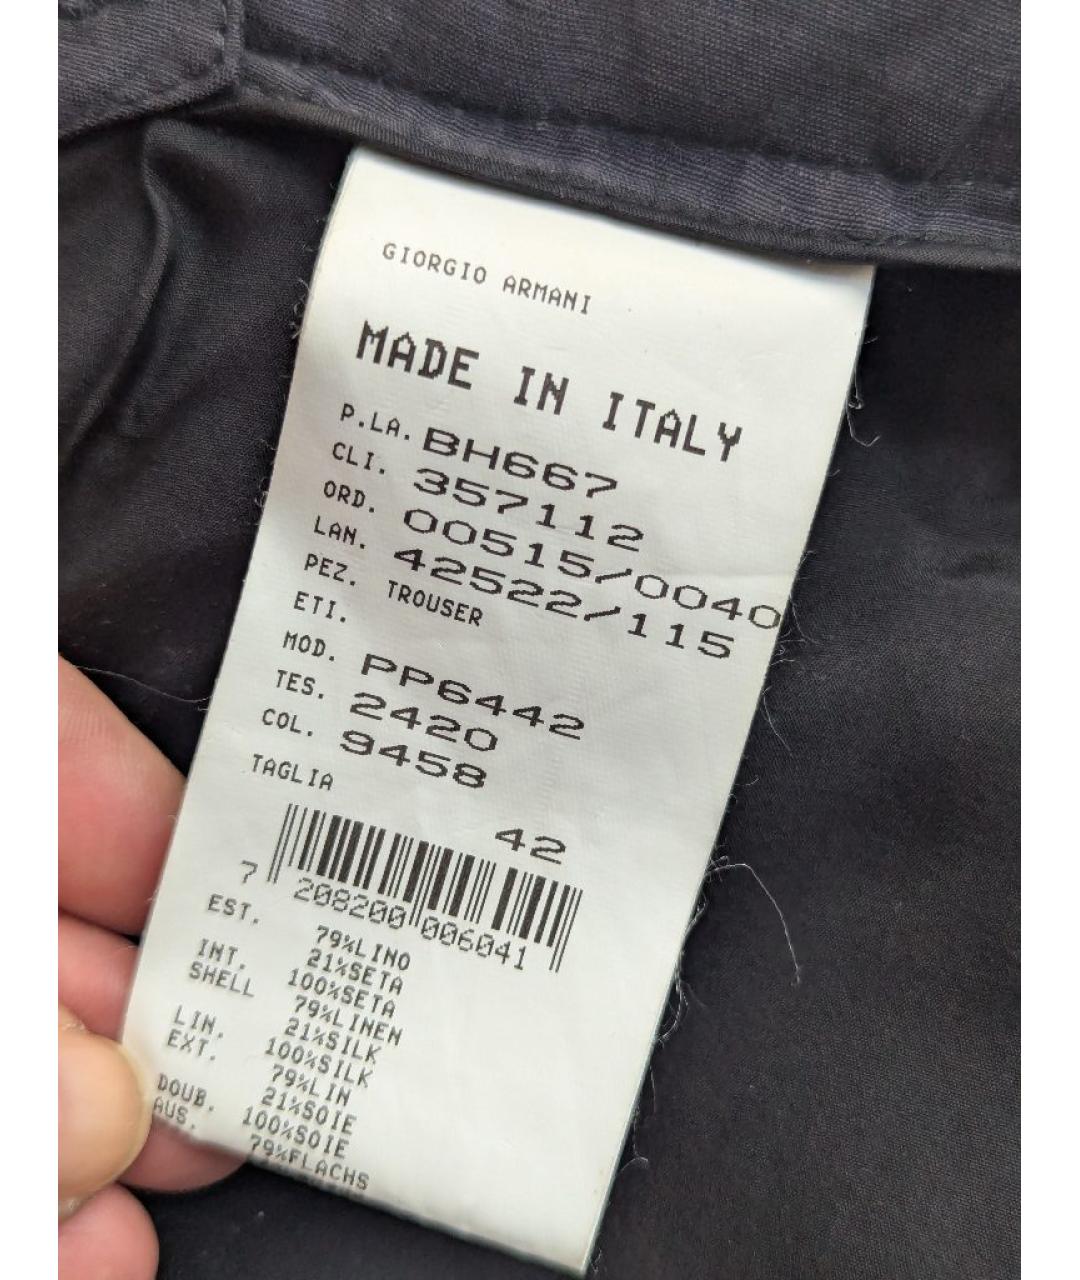 GIORGIO ARMANI
MADE IN ITALY
P.LA. BH667
CLI. 357112
ORD. 00515/0040
LAN. 42522/115
PEZ. TROUSER
ETI.
MOD. PP6442
TES. 2420
COL. 9458
TAGLIA 42
7 208200 006041
EST. 79%LINO
21%SETA
INT. 100%SETA
SHELL 79%LINEN
21%SILK
LIN. 100%SILK
EXT. 79%LIN
21%SOIE
DOUB. 100%SOIE
AUS. 79%FLACHS